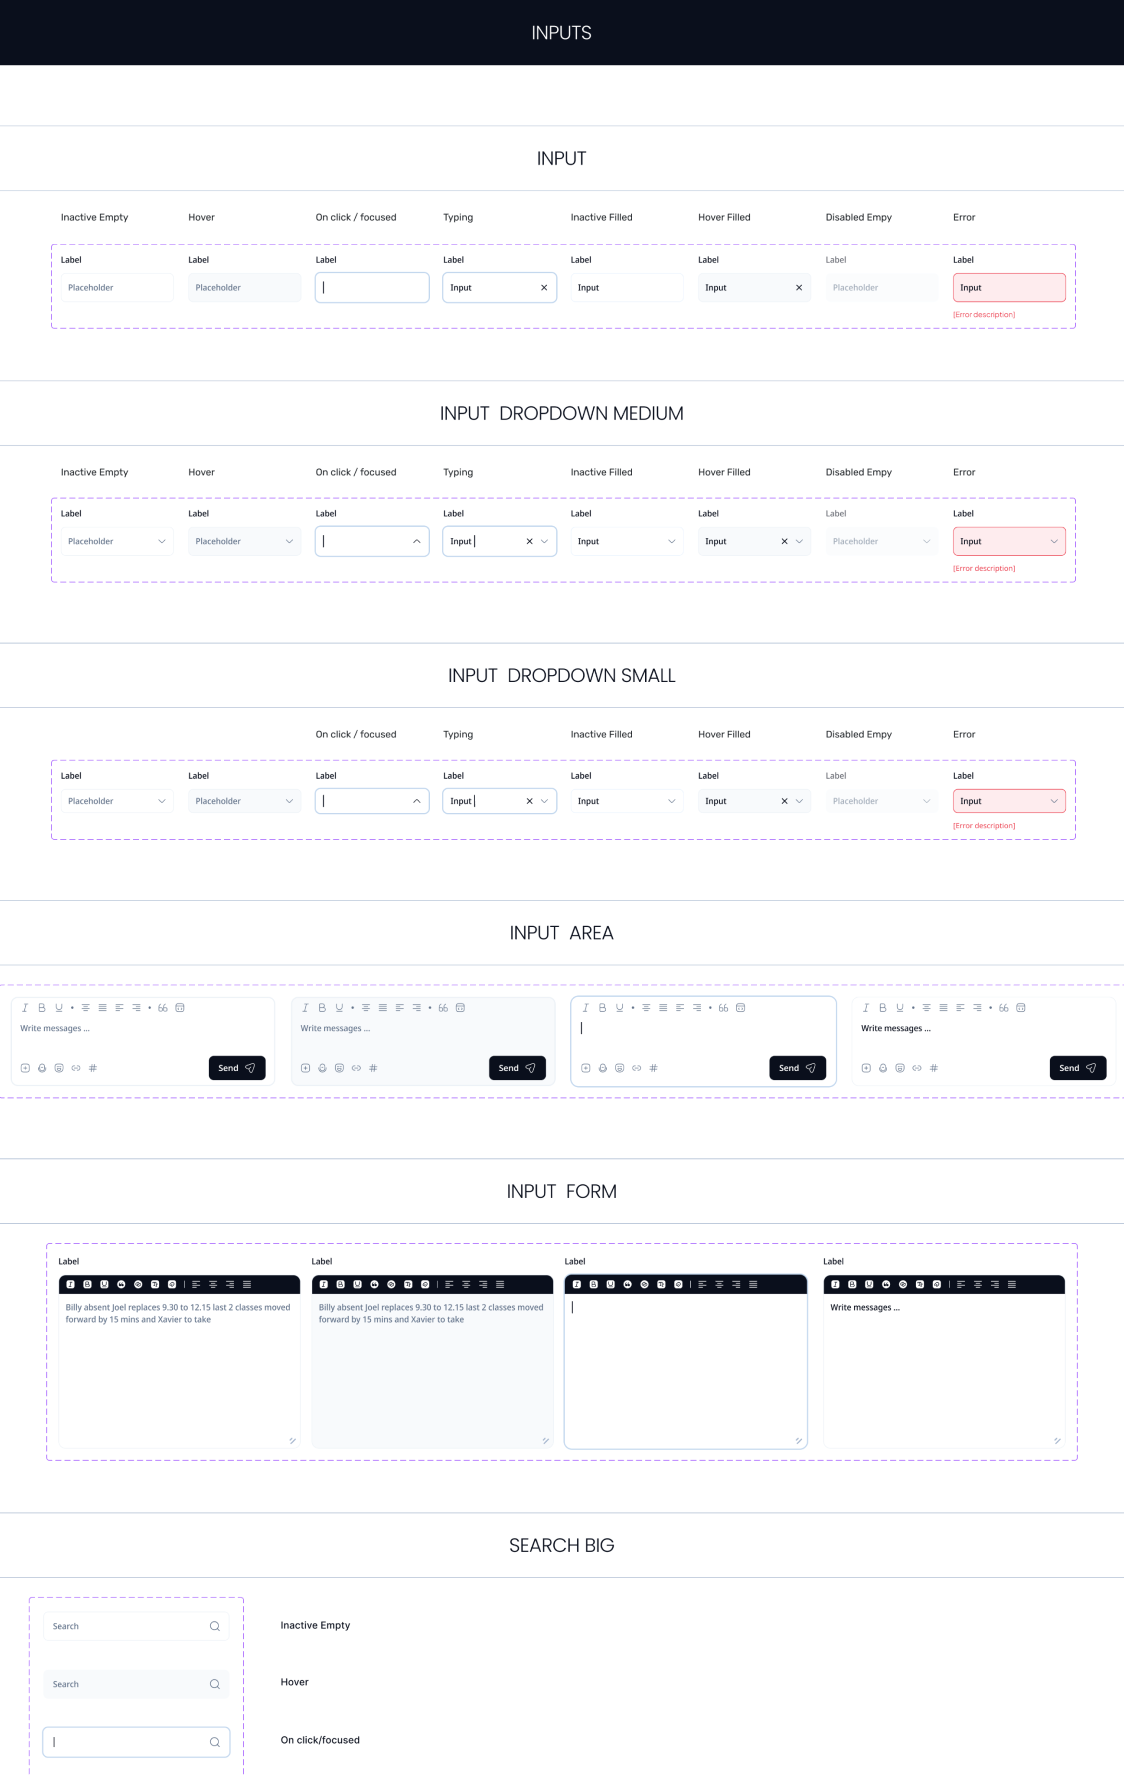 INPUTS
INPUT
Inactive Empty Hover On click / focused Typing Inactive Filled Hover Filled Disabled Empy Error
Label Label Label Label Label Label Label Label
Placeholder Placeholder Input Input Input Placeholder Input
[Error description]
INPUT DROPDOWN MEDIUM
Inactive Empty Hover On click / focused Typing Inactive Filled Hover Filled Disabled Empy Error
Label Label Label Label Label Label Label Label
Placeholder Placeholder Input Input Input Placeholder Input
[Error description]
INPUT DROPDOWN SMALL
On click / focused Typing Inactive Filled Hover Filled Disabled Empy Error
Label Label Label Label Label Label Label Label
Placeholder Placeholder Input Input Input Placeholder Input
[Error description]
INPUT AREA
Write messages ... Write messages ... Write messages ...
Send Send Send Send
INPUT FORM
Label Label Label Label
Billy absent Joel replaces 9.30 to 12.15 last 2 classes moved Billy absent Joel replaces 9.30 to 12.15 last 2 classes moved Write messages ...
forward by 15 mins and Xavier to take forward by 15 mins and Xavier to take
SEARCH BIG
Search Inactive Empty
Search Hover
On click/focused